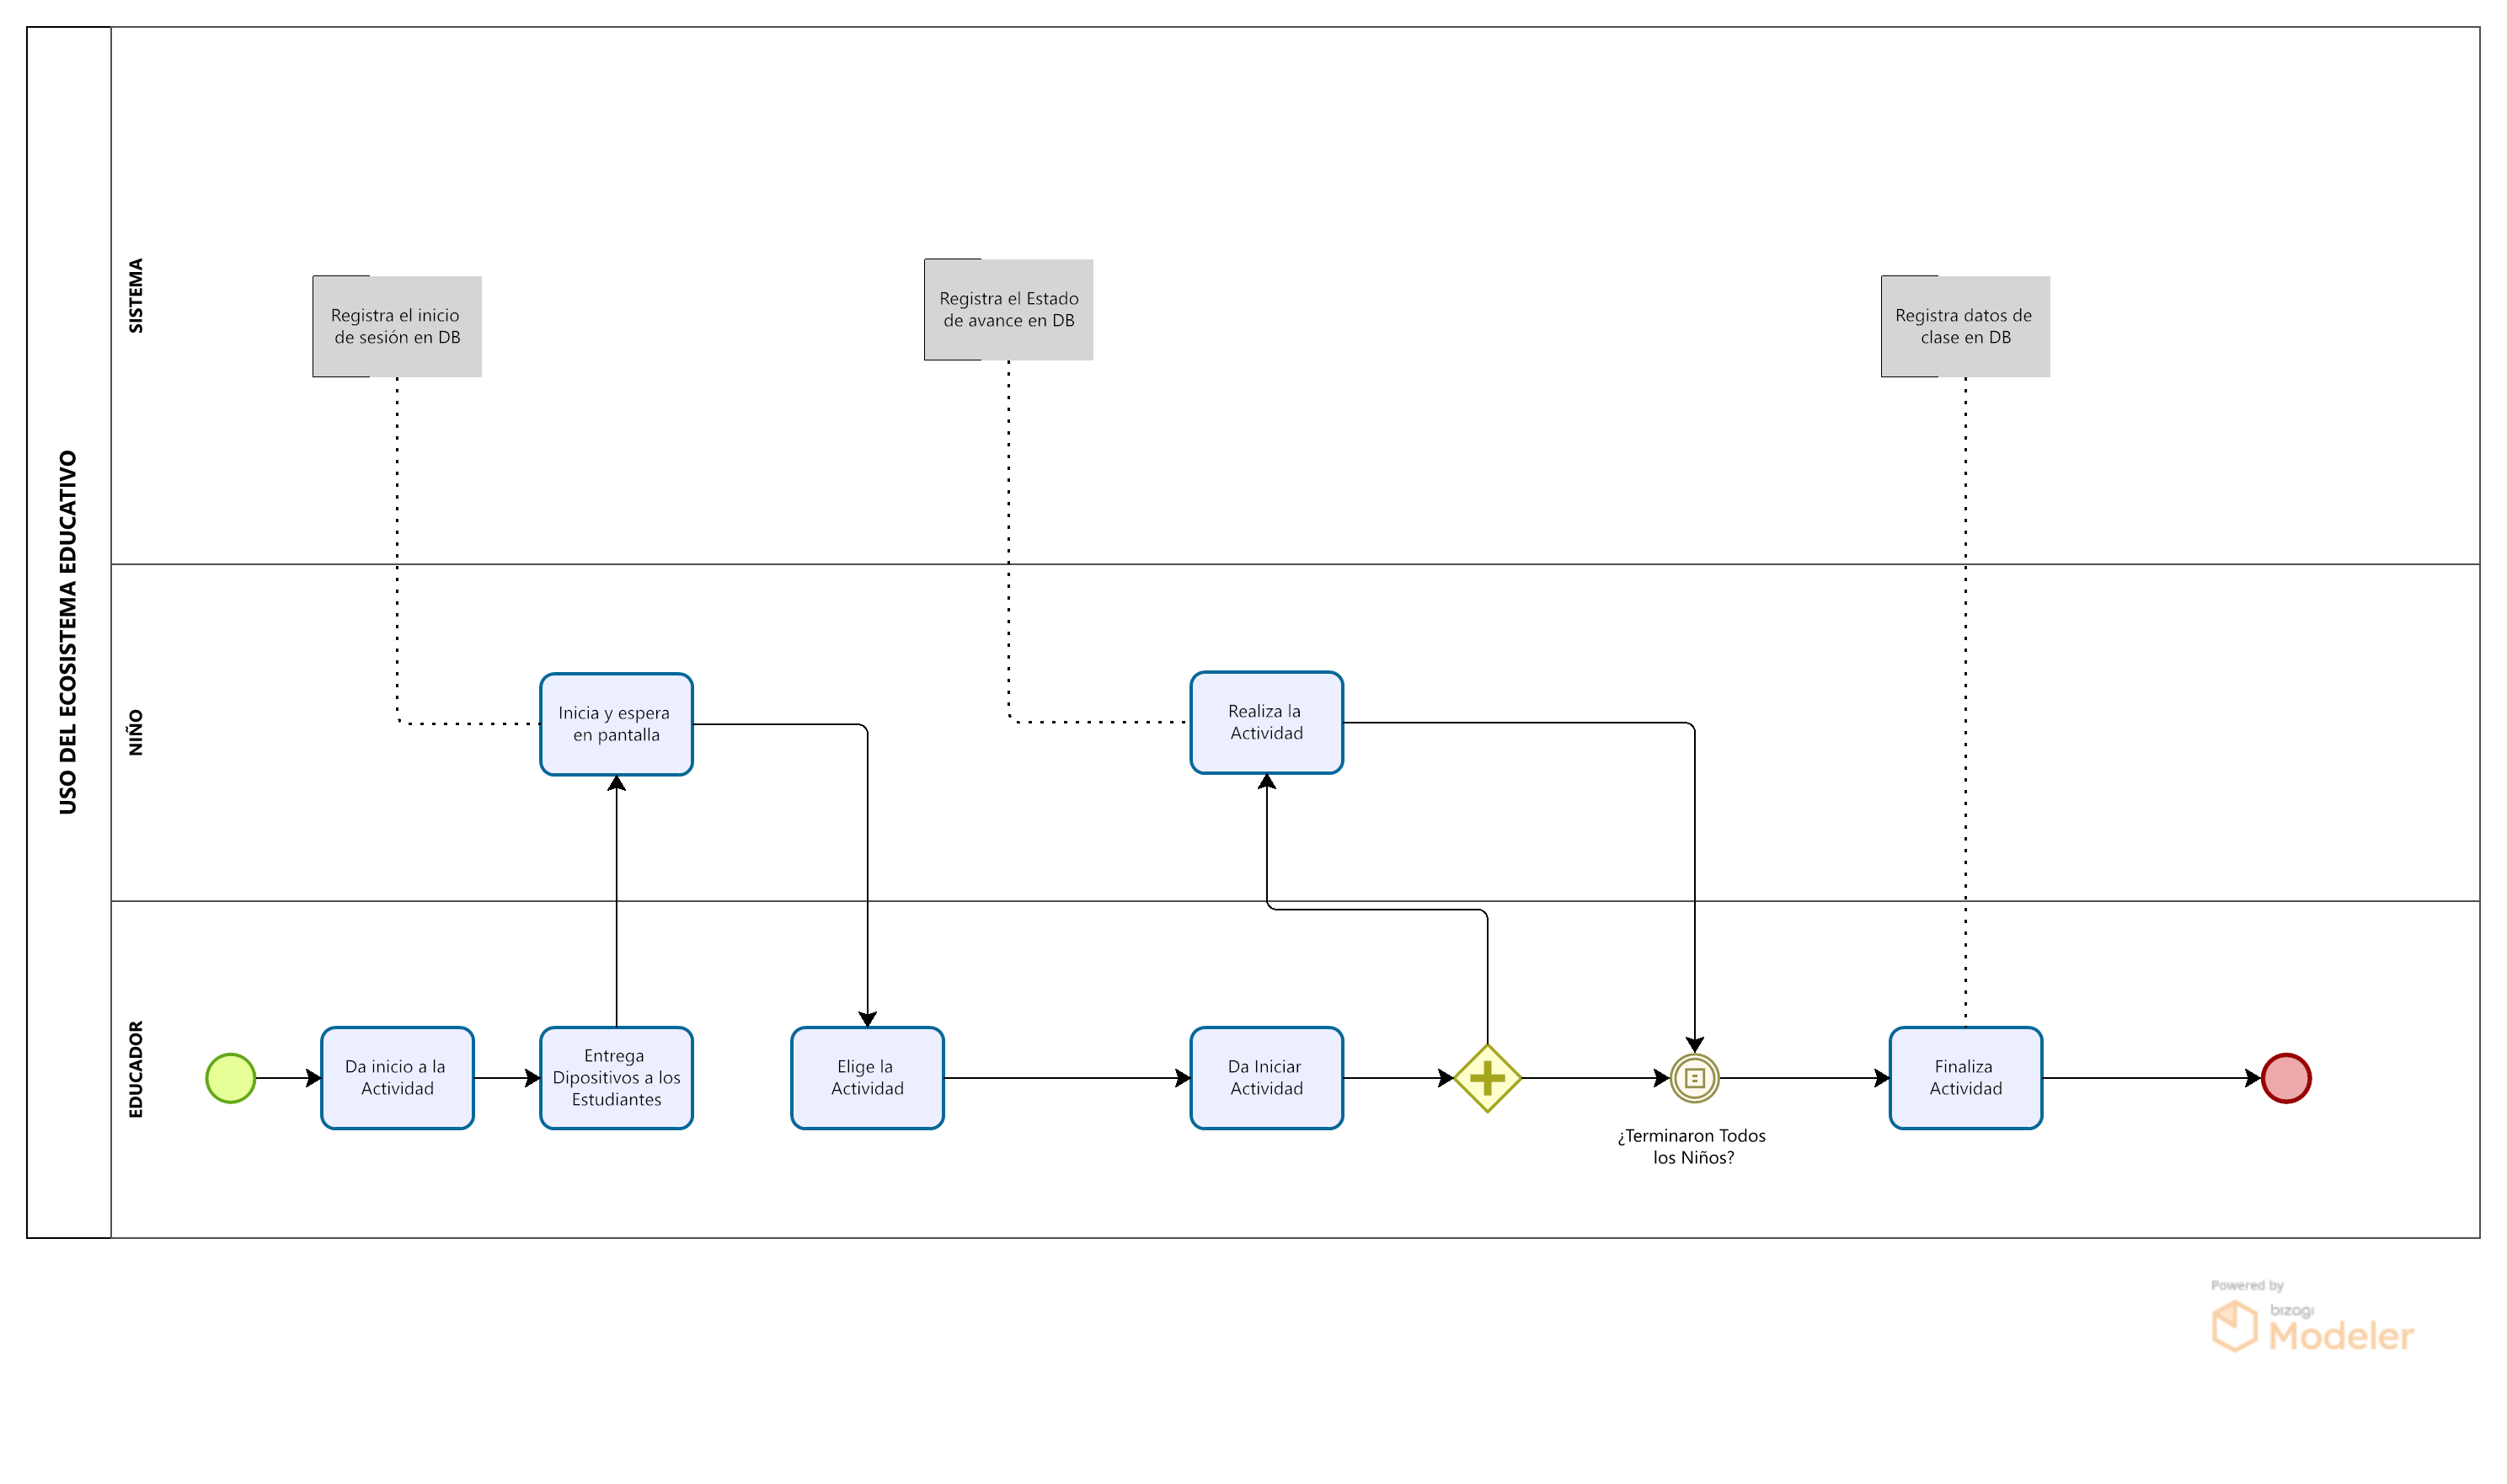 USO DEL ECOSISTEMA EDUCATIVO
SISTEMA
Registra el inicio
de sesión en DB
Registra el Estado
de avance en DB
Registra datos de
clase en DB
NIÑO
Inicia y espera
en pantalla
Realiza la
Actividad
EDUCADOR
Da inicio a la
Actividad
Entrega
Dipositivos a los
Estudiantes
Elige la
Actividad
Da Iniciar
Actividad
¿Terminaron Todos
los Niños?
Finaliza
Actividad
Powered by
bizagi
Modeler